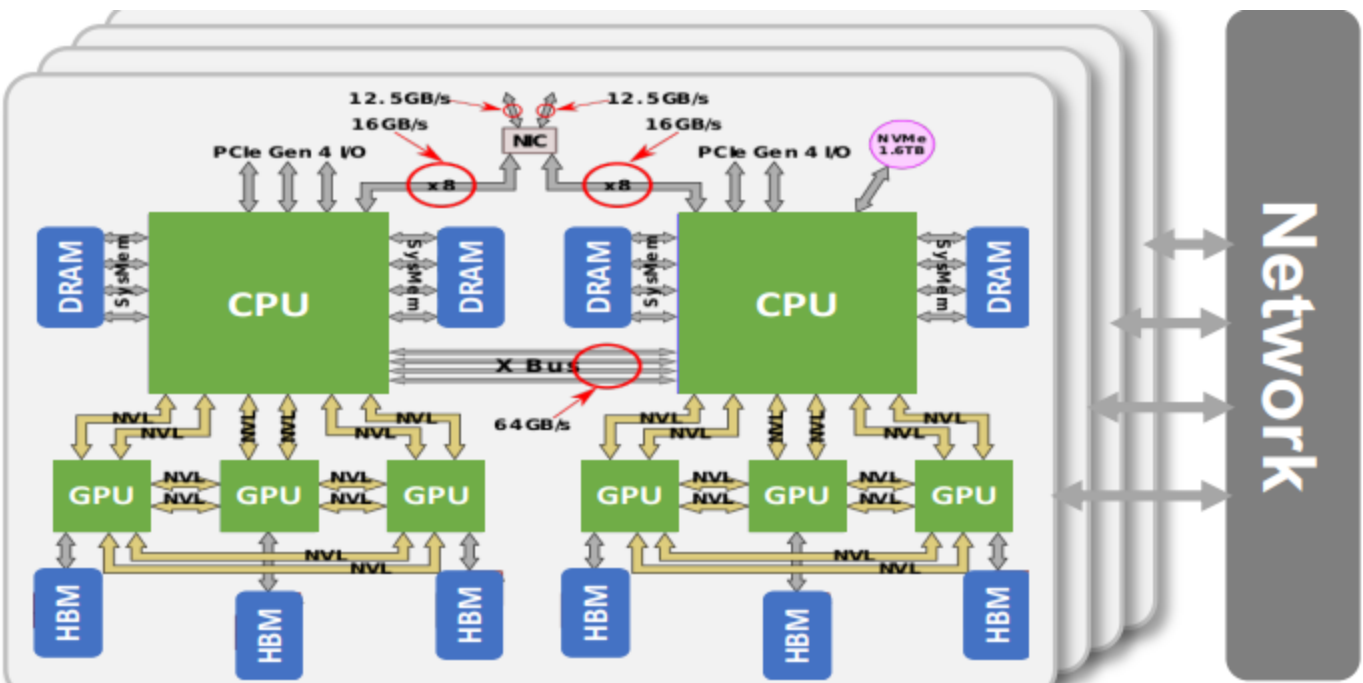 12.5GB/s 12.5GB/s
16GB/s NIC 16GB/s
PCIe Gen 4 I/O PCIe Gen 4 I/O NVMe
1.6TB
x8 x8
DRAM SysMem CPU SysMem DRAM DRAM SysMem CPU SysMem DRAM
X Bus
64GB/s
NVL NVL NVL NVL NVL NVL NVL NVL NVL NVL NVL NVL
GPU NVL GPU NVL GPU GPU NVL GPU NVL GPU
NVL NVL NVL NVL
NVL NVL
NVL NVL
HBM HBM HBM HBM HBM HBM
Network